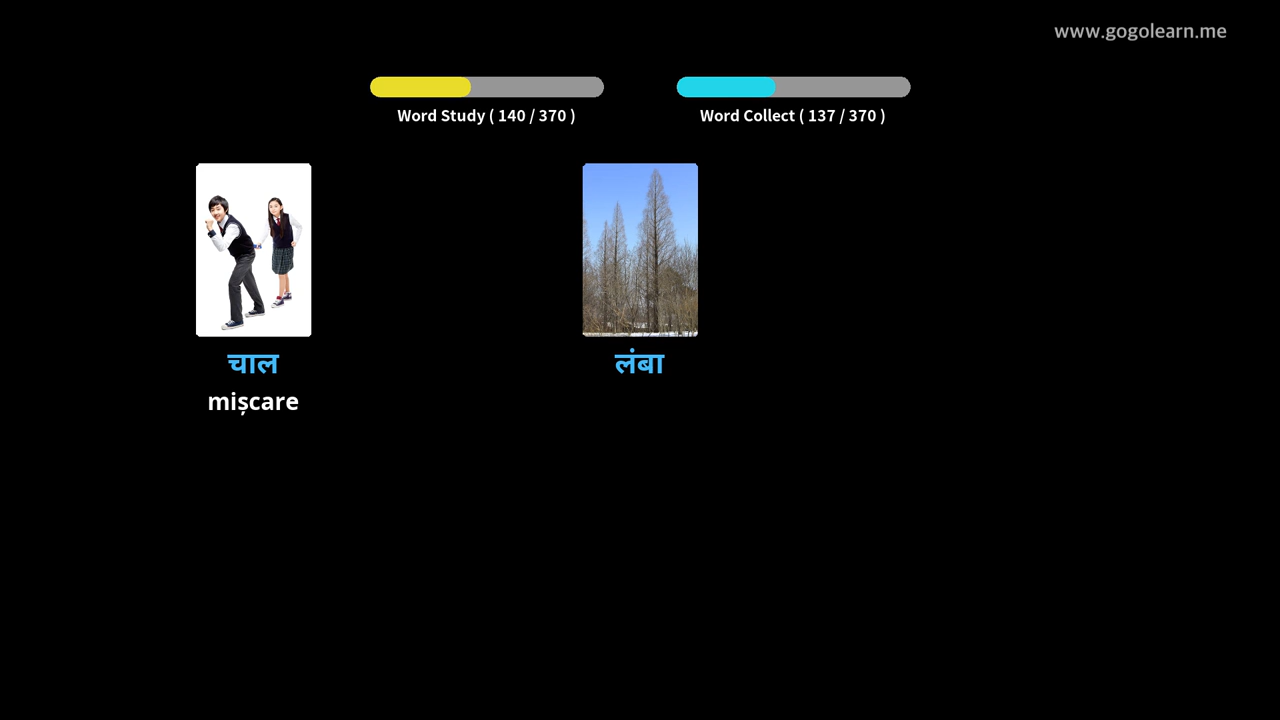 www.gogolearn.me
Word Study ( 140 / 370 )
Word Collect ( 137 / 370 )
चाल
mișcare
लंबा